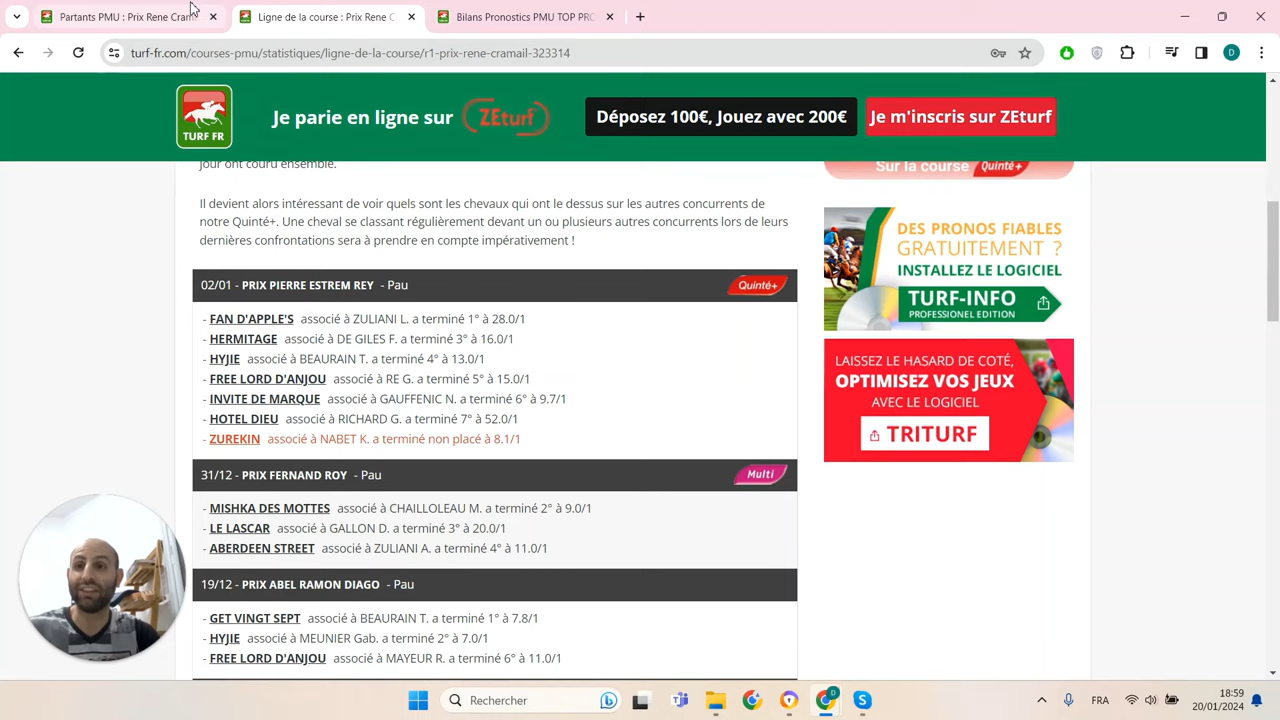 Partants PMU : Prix Rene Cram
Ligne de la course : Prix Rene C
Bilans Pronostics PMU TOP PRO
turf-fr.com/courses-pmu/statistiques/ligne-de-la-course/r1-prix-rene-cramail-323314
D
TURF FR
Je parie en ligne sur ZEturf
Déposez 100€, Jouez avec 200€
Je m'inscris sur ZEturf
jour ont couru ensemble.
Il devient alors intéressant de voir quels sont les chevaux qui ont le dessus sur les autres concurrents de
notre Quinté+. Une cheval se classant régulièrement devant un ou plusieurs autres concurrents lors de leurs
dernières confrontations sera à prendre en compte impérativement !
02/01 - PRIX PIERRE ESTREM REY - Pau Quinté+
- FAN D'APPLE'S associé à ZULIANI L. a terminé 1° à 28.0/1
- HERMITAGE associé à DE GILES F. a terminé 3° à 16.0/1
- HYJIE associé à BEAURAIN T. a terminé 4° à 13.0/1
- FREE LORD D'ANJOU associé à RE G. a terminé 5° à 15.0/1
- INVITE DE MARQUE associé à GAUFFENIC N. a terminé 6° à 9.7/1
- HOTEL DIEU associé à RICHARD G. a terminé 7° à 52.0/1
- ZUREKIN associé à NABET K. a terminé non placé à 8.1/1
31/12 - PRIX FERNAND ROY - Pau Multi
- MISHKA DES MOTTES associé à CHAILLOLEAU M. a terminé 2° à 9.0/1
- LE LASCAR associé à GALLON D. a terminé 3° à 20.0/1
- ABERDEEN STREET associé à ZULIANI A. a terminé 4° à 11.0/1
19/12 - PRIX ABEL RAMON DIAGO - Pau
- GET VINGT SEPT associé à BEAURAIN T. a terminé 1° à 7.8/1
- HYJIE associé à MEUNIER Gab. a terminé 2° à 7.0/1
- FREE LORD D'ANJOU associé à MAYEUR R. a terminé 6° à 11.0/1
Sur la course Quinté+
DES PRONOS FIABLES
GRATUITEMENT ?
INSTALLEZ LE LOGICIEL
TURF-INFO
PROFESSIONEL EDITION
LAISSEZ LE HASARD DE COTÉ,
OPTIMISEZ VOS JEUX
AVEC LE LOGICIEL
TRITURF
Rechercher
D
S
FRA
18:59
20/01/2024